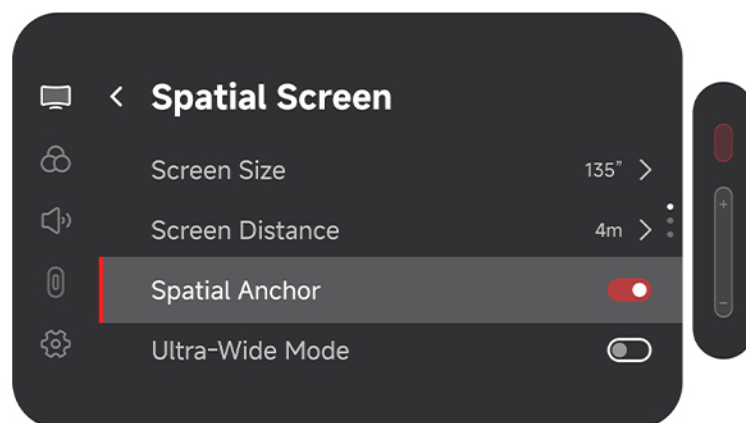 Spatial Screen
Screen Size 135"
Screen Distance 4m
Spatial Anchor
Ultra-Wide Mode
+
-